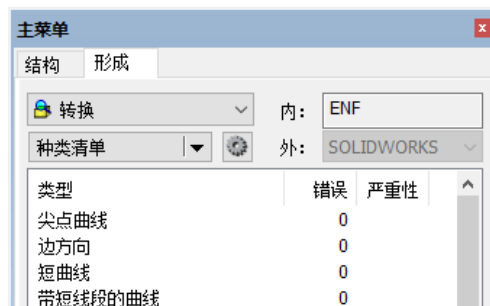 主菜单
结构 形成
转换 内: ENF
种类清单 外: SOLIDWORKS
类型 错误 严重性
尖点曲线 0
边方向 0
短曲线 0
带短线段的曲线 0